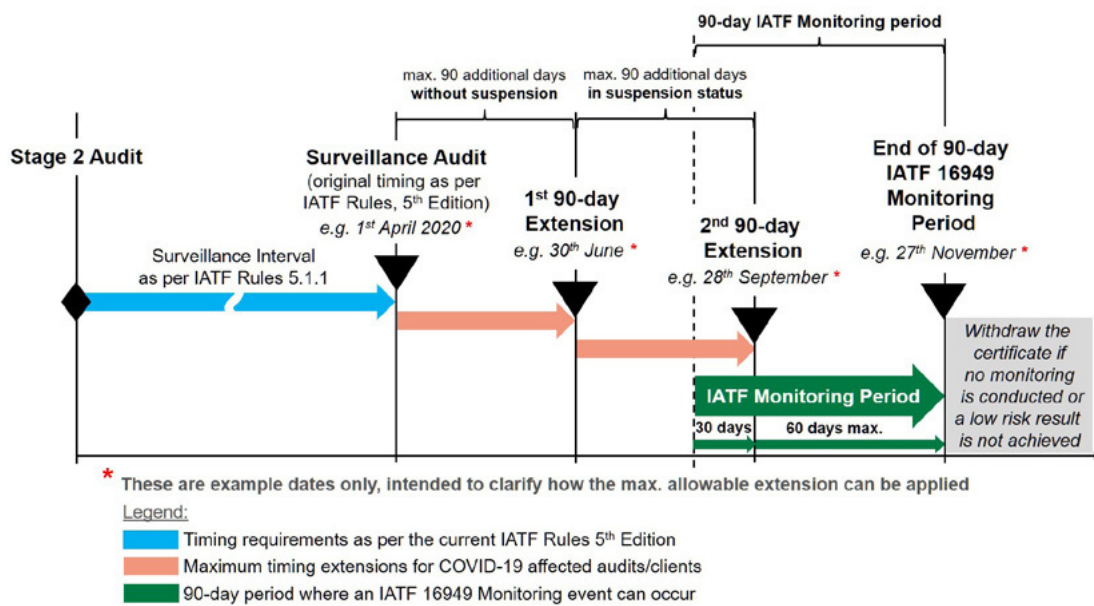 90-day IATF Monitoring period
max. 90 additional days
without suspension
max. 90 additional days
in suspension status
Stage 2 Audit
Surveillance Audit
(original timing as per
IATF Rules, 5th Edition)
e.g. 1st April 2020 *
1st 90-day
Extension
e.g. 30th June *
2nd 90-day
Extension
e.g. 28th September *
End of 90-day
IATF 16949
Monitoring
Period
e.g. 27th November *
Surveillance Interval
as per IATF Rules 5.1.1
IATF Monitoring Period
30 days
60 days max.
Withdraw the
certificate if
no monitoring
is conducted or
a low risk result
is not achieved
* These are example dates only, intended to clarify how the max. allowable extension can be applied
Legend:
Timing requirements as per the current IATF Rules 5th Edition
Maximum timing extensions for COVID-19 affected audits/clients
90-day period where an IATF 16949 Monitoring event can occur